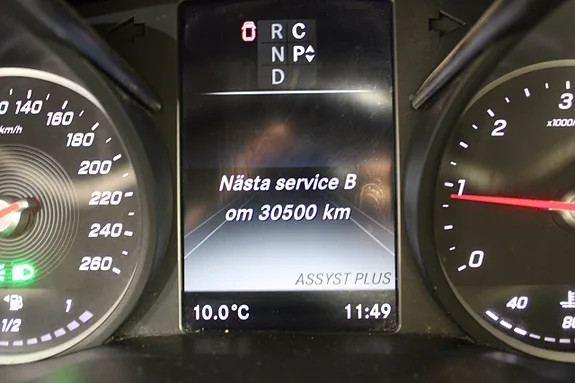 R C
N P
D
Nästa service B
om 30500 km
ASSYST PLUS
10.0°C 11:49
140
160
180
200
220
240
260
km/h
1/2 1
3
2
1
0
x1000/
40 80